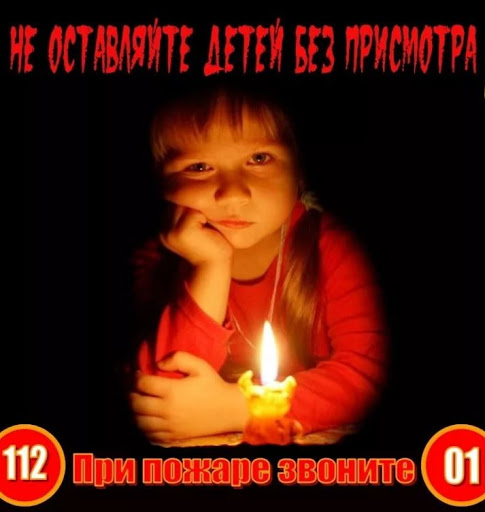 НЕ ОСТАВЛЯЙТЕ ДЕТЕЙ БЕЗ ПРИСМОТРА
112 При пожаре звоните 01